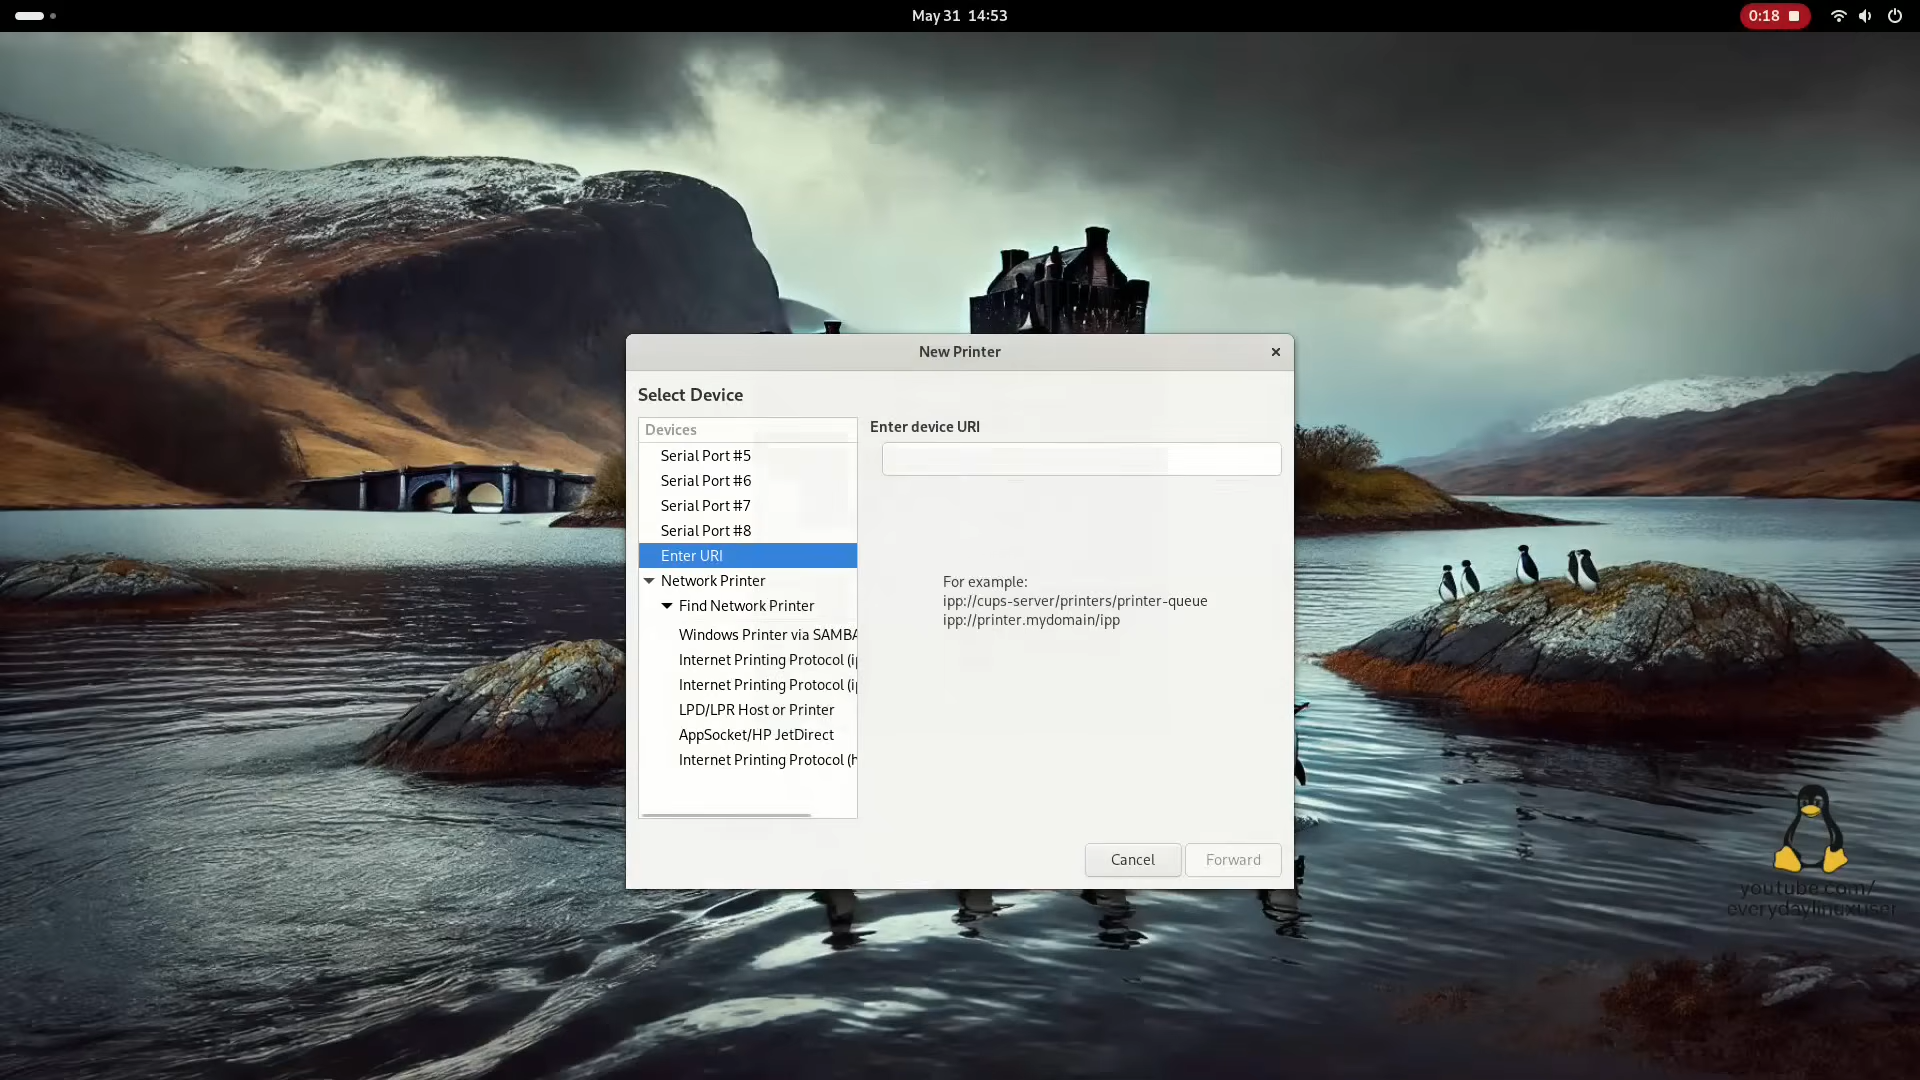 May 31 14:53
0:18
New Printer
Select Device
Devices
Serial Port #5
Serial Port #6
Serial Port #7
Serial Port #8
Enter URI
Network Printer
Find Network Printer
Windows Printer via SAMBA
Internet Printing Protocol (ip
Internet Printing Protocol (ip
LPD/LPR Host or Printer
AppSocket/HP JetDirect
Internet Printing Protocol (h
Enter device URI
For example:
ipp://cups-server/printers/printer-queue
ipp://printer.mydomain/ipp
Cancel
Forward
youtube.com/
everydaylinuxuser